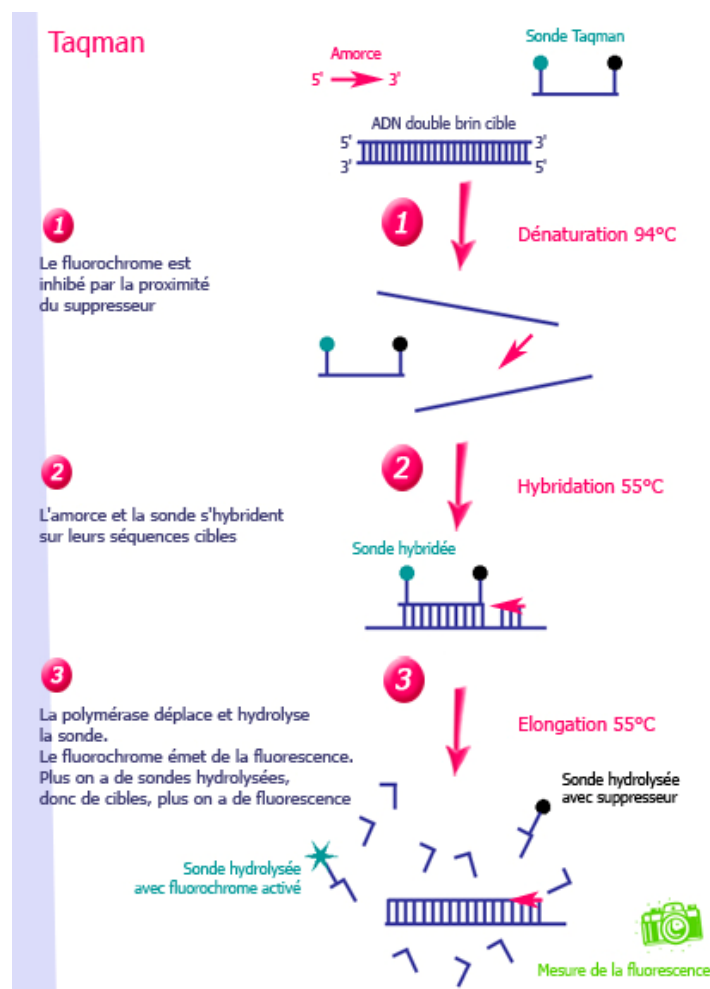 Taqman
Sonde Taqman
Amorce
5' 3'
ADN double brin cible
5' 3'
3' 5'
1
1
Dénaturation 94°C
Le fluorochrome est
inhibé par la proximité
du suppresseur
2
2
Hybridation 55°C
L'amorce et la sonde s'hybrident
sur leurs séquences cibles
Sonde hybridée
3
3
La polymérase déplace et hydrolyse
la sonde.
Le fluorochrome émet de la fluorescence.
Plus on a de sondes hydrolysées,
donc de cibles, plus on a de fluorescence
Elongation 55°C
Sonde hydrolysée
avec suppresseur
Sonde hydrolysée
avec fluorochrome activé
Mesure de la fluorescence